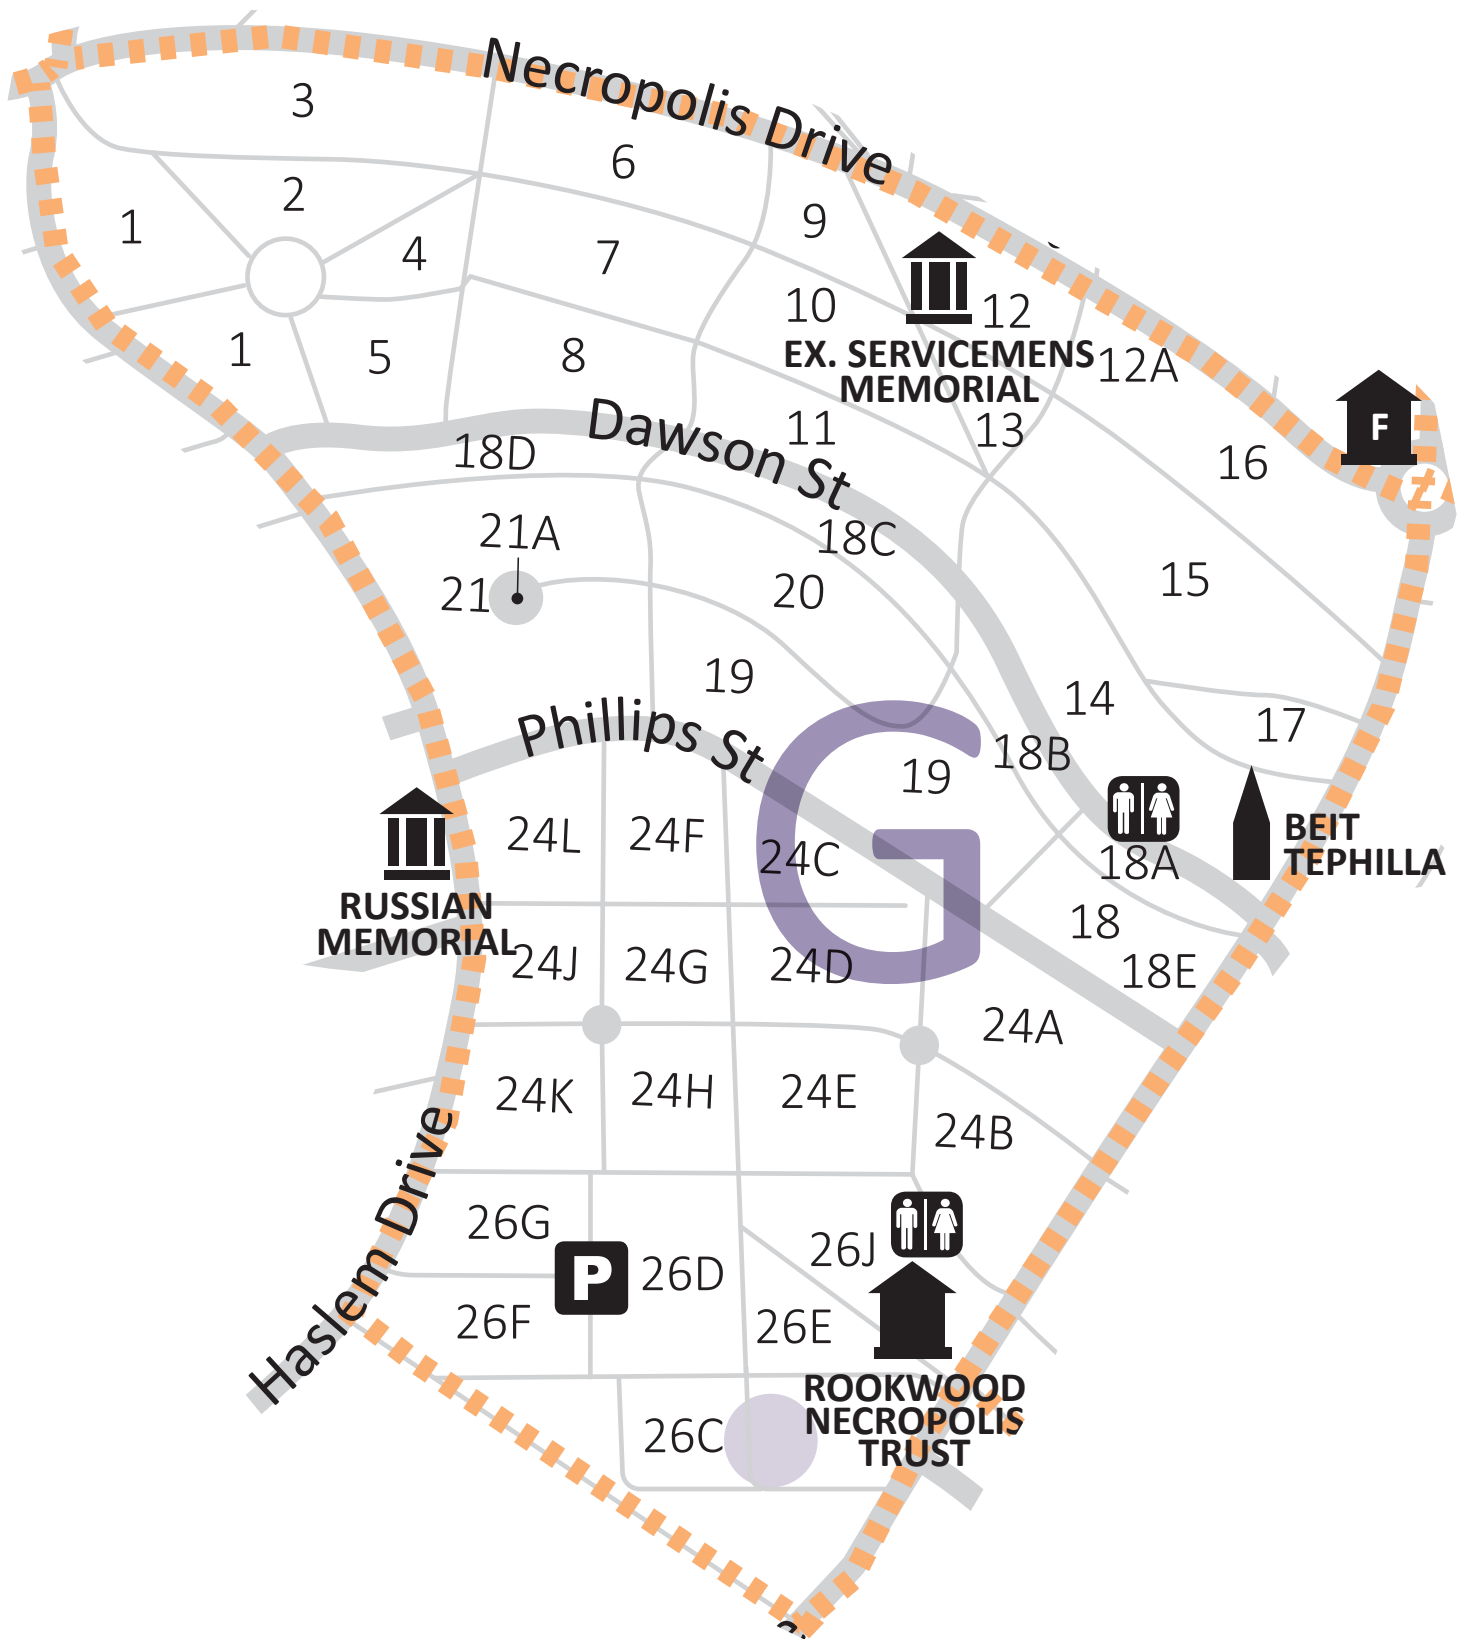 Necropolis Drive
3
6
2
1
9
4
7
10
12
1
5
8
EX. SERVICEMENS
MEMORIAL
12A
Dawson St
11
13
F
18D
16
21A
18C
21
20
15
19
14
Phillips St
17
18B
19
G
24L
24F
24C
18A
BEIT
TEPHILLA
RUSSIAN
MEMORIAL
18
24J
24G
24D
18E
24A
24K
24H
24E
24B
Haslem Drive
26G
26J
P
26D
26F
26E
ROOKWOOD
NECROPOLIS
TRUST
26C